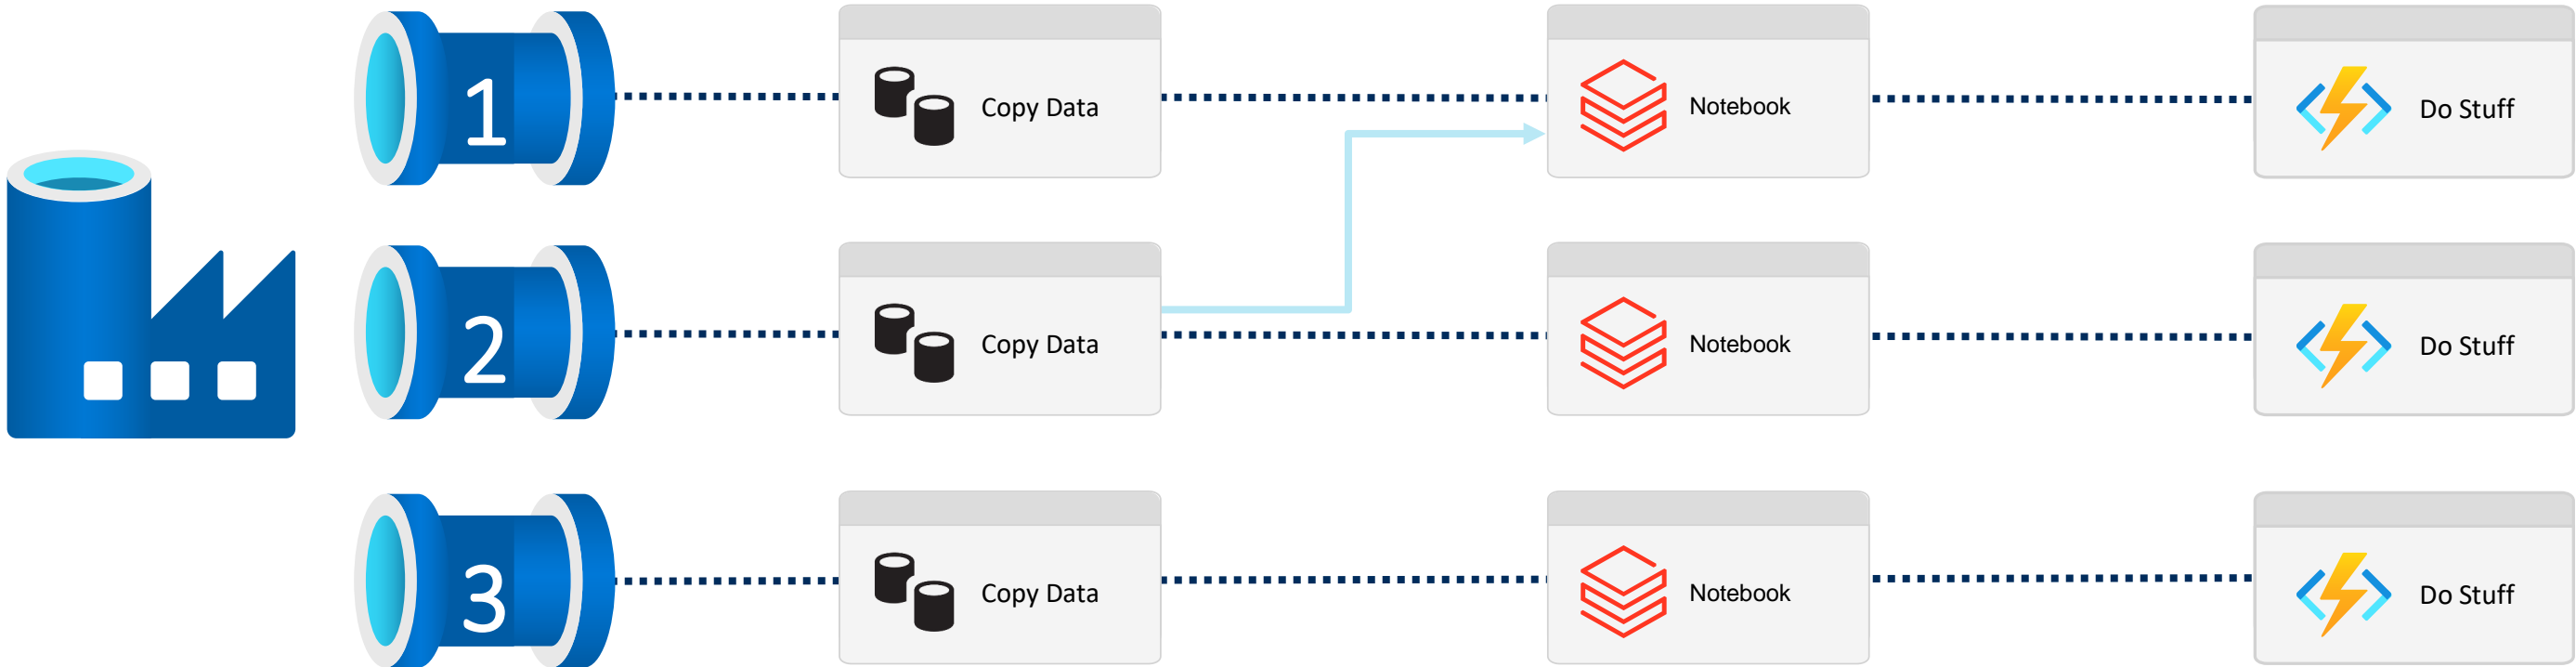 1
Copy Data
Notebook
Do Stuff
2
Copy Data
Notebook
Do Stuff
3
Copy Data
Notebook
Do Stuff